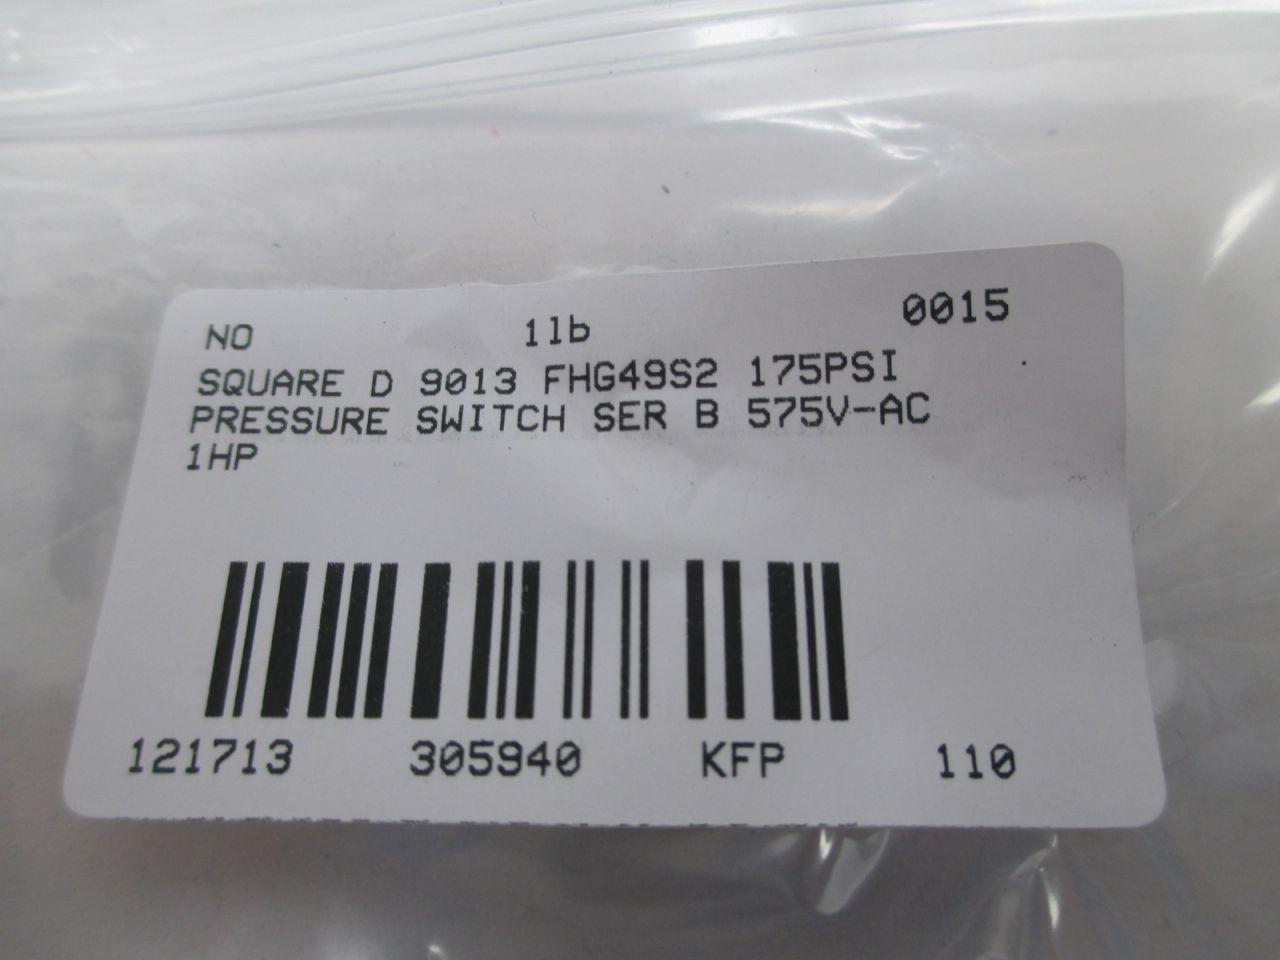 NO 1lb 0015
SQUARE D 9013 FHG49S2 175PSI
PRESSURE SWITCH SER B 575V-AC
1HP
121713 305940 KFP 110